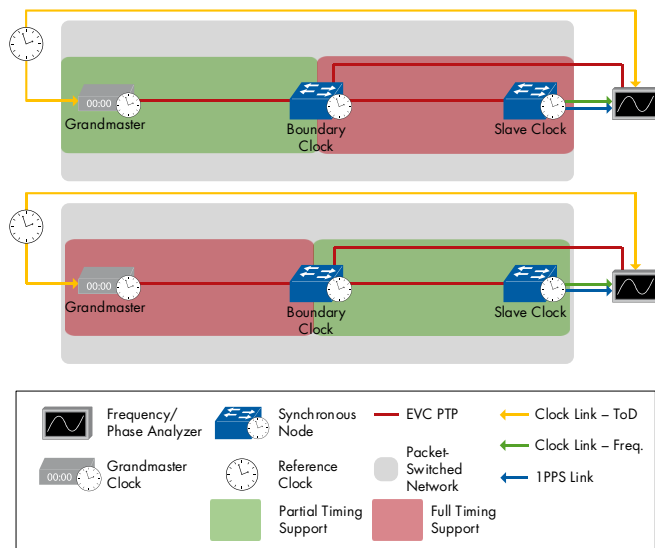 00:00
Grandmaster
Boundary
Clock
Slave Clock
00:00
Grandmaster
Boundary
Clock
Slave Clock
Frequency/
Phase Analyzer
Synchronous
Node
EVC PTP
Clock Link – ToD
Clock Link – Freq.
00:00
Grandmaster
Clock
Reference
Clock
Packet-
Switched
Network
1PPS Link
Partial Timing
Support
Full Timing
Support